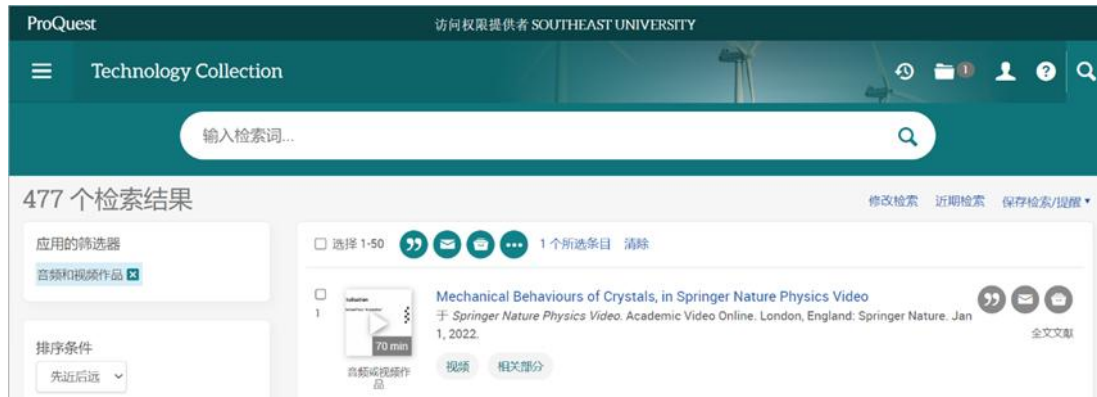 ProQuest
访问权限提供者 SOUTHEAST UNIVERSITY
Technology Collection
1
输入检索词...
477 个检索结果
修改检索 近期检索 保存检索/提醒
应用的筛选器
音频和视频作品
选择 1-50
1 个所选条目 清除
1
70 min
音频或视频作品
Mechanical Behaviours of Crystals, in Springer Nature Physics Video
于 Springer Nature Physics Video. Academic Video Online. London, England: Springer Nature. Jan
1, 2022.
视频 相关部分
全文文献
排序条件
先近后远